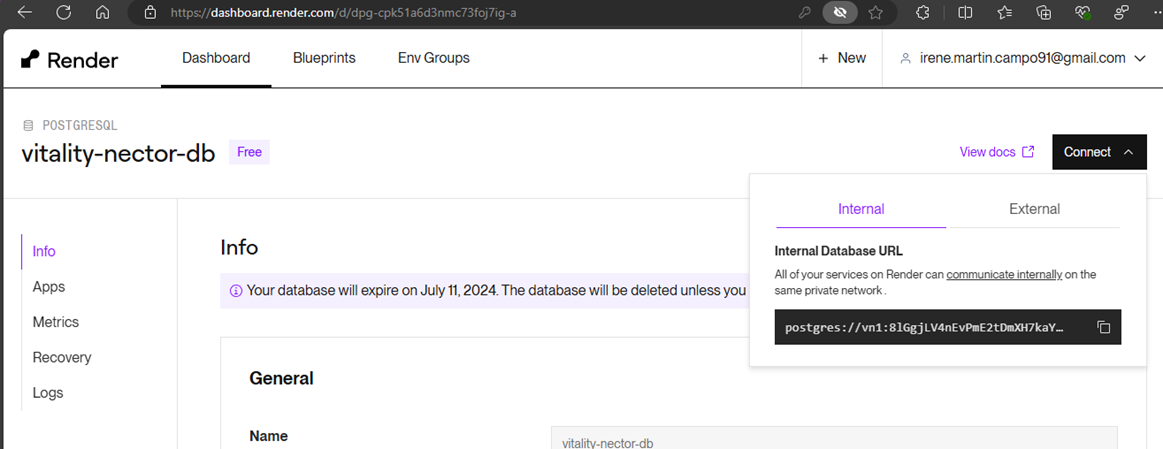 https://dashboard.render.com/d/dpg-cpk51a6d3nmc73foj7ig-a
Render
Dashboard
Blueprints
Env Groups
+ New
irene.martin.campo91@gmail.com
POSTGRESQL
vitality-nector-db
Free
View docs
Connect
Internal
External
Internal Database URL
All of your services on Render can communicate internally on the
same private network.
postgres://vn1:8lGgjLV4nEvPmE2tDmXH7kaY…
Info
Apps
Metrics
Recovery
Logs
Info
Your database will expire on July 11, 2024. The database will be deleted unless you
General
Name
vitality-nector-db